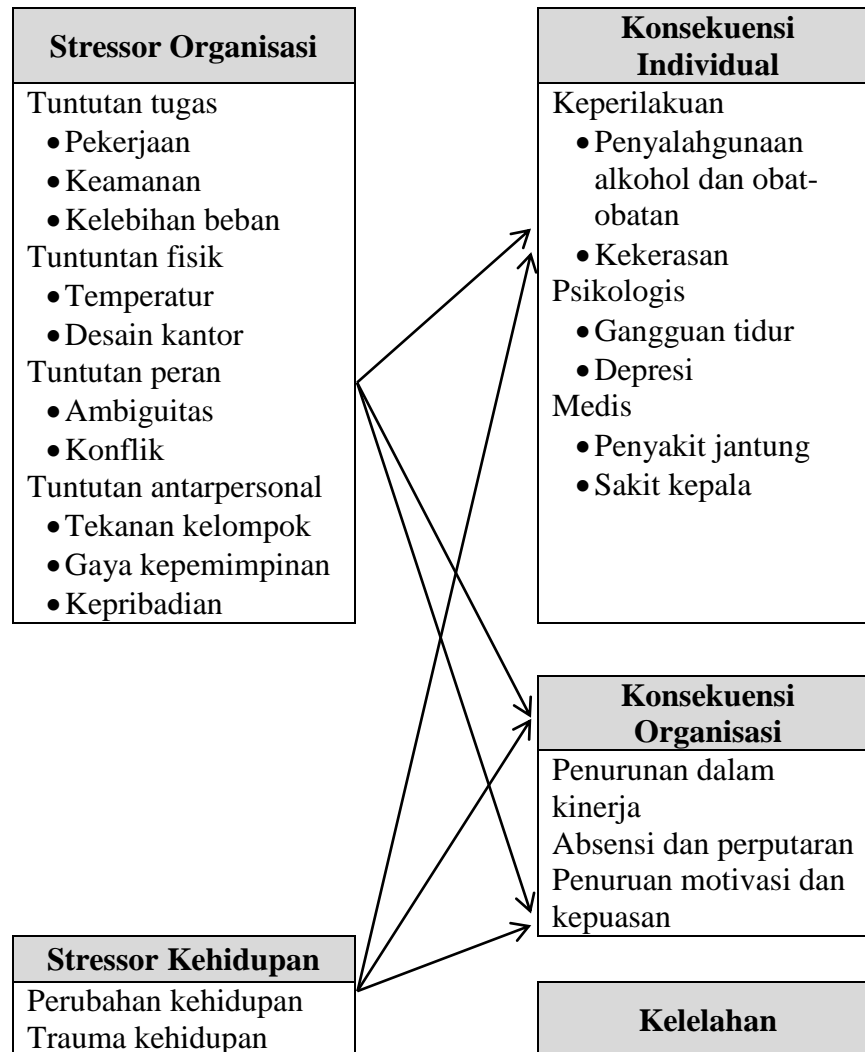 Stressor Organisasi
Tuntutan tugas
• Pekerjaan
• Keamanan
• Kelebihan beban
Tuntuntan fisik
• Temperatur
• Desain kantor
Tuntutan peran
• Ambiguitas
• Konflik
Tuntutan antarpersonal
• Tekanan kelompok
• Gaya kepemimpinan
• Kepribadian
Konsekuensi
Individual
Keperilakuan
• Penyalahgunaan
alkohol dan obat-
obatan
• Kekerasan
Psikologis
• Gangguan tidur
• Depresi
Medis
• Penyakit jantung
• Sakit kepala
Konsekuensi
Organisasi
Penurunan dalam
kinerja
Absensi dan perputaran
Penuruan motivasi dan
kepuasan
Stressor Kehidupan
Perubahan kehidupan
Trauma kehidupan
Kelelahan